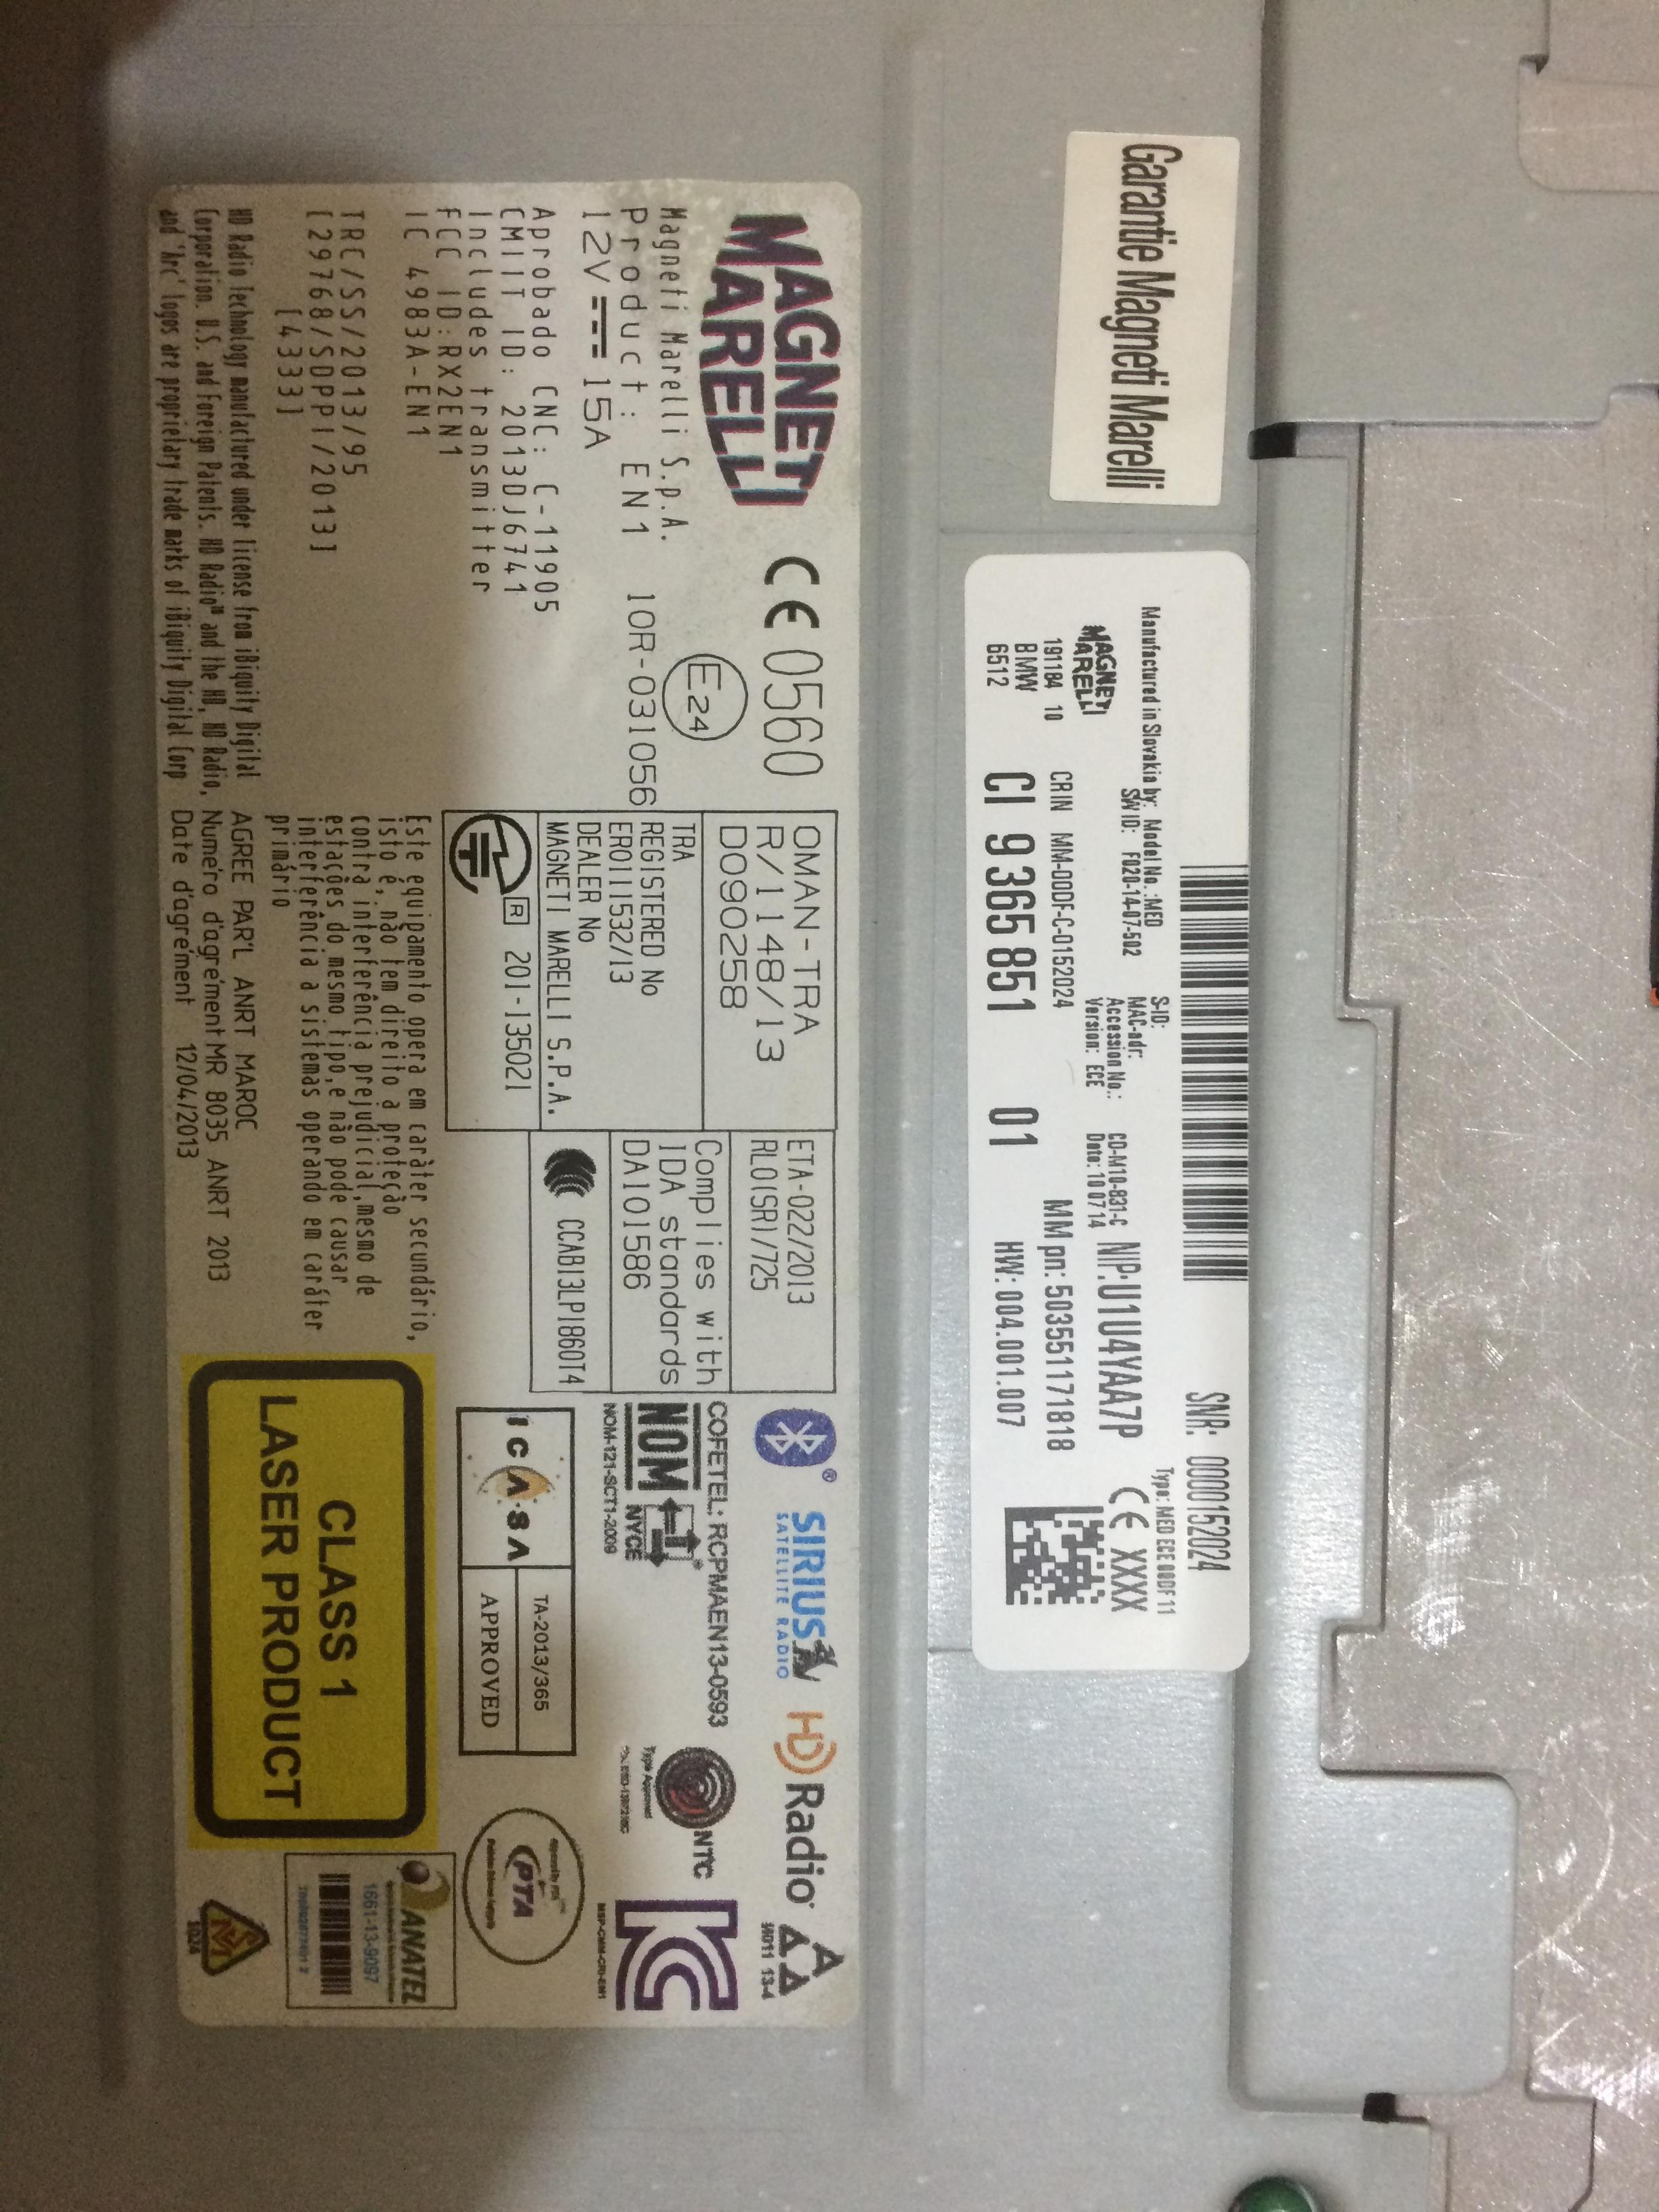 Garantie Magneti Marelli
SNR: 0000152024
Manufactured in Slovakia by: Model No.: MED
SW ID: F020-14-07-502
S-ID:
MAC-adr:
Accession No.: CD-M10-831-C
Version: ECE Date: 10 07 14
NP:U1U4YAA7P
Type: MED ECE 00DF 11
CE XXXX
MAGNETI
MARELLI
191184 10
BMW
6512
CRIN MM-00DF-C-0152024
MM pn: 503551171818
CI 9 365 851 01
HW: 004.001.007
MAGNETI
MARELLI
CE 0560
E24
Magneti Marelli S.p.A.
Product: EN1 10R-031056
12V 15A
Aprobado CNC: C-11905
CMIIT ID: 2013DJ6741
Includes transmitter
FCC ID:RX2EN1
IC 4983A-EN1
TRC/SS/2013/95
[29768/SDPPI/2013]
[4333]
HD Radio Technology manufactured under license from iBiquity Digital
Corporation. U.S. and Foreign Patents. HD Radio™ and the HD, HD Radio,
and 'Arc' logos are proprietary trade marks of iBiquity Digital Corp
OMAN-TRA
R/1148/13
D090258
TRA
REGISTERED No
ER0111532/13
DEALER No
MAGNETI MARELLI S.P.A.
R 201-135021
ETA-022/2013
RLO(SR)/725
Complies with
IDA standards
DA101586
CCAB13LP1860T4
Este equipamento opera em caràter secundário,
isto é, não tem direito a proteção
contra interferência prejudicial,mesmo de
estações do mesmo tipo,e não pode causar
interferência a sistemas operando em caráter
primário
AGREE PAR'L ANRT MAROC
Numero d'agrement MR 8035 ANRT 2013
Date d'agrement 12/04/2013
SIRIUS
SATELLITE RADIO
HD Radio
COFETEL: RCPMAEN13-0593
NOM
NYCE
NOM-121-SCT1-2009
NTC
Type Approved
ICASA
TA-2013/365
APPROVED
PTA
CLASS 1
LASER PRODUCT
ANATEL
1661-13-9097